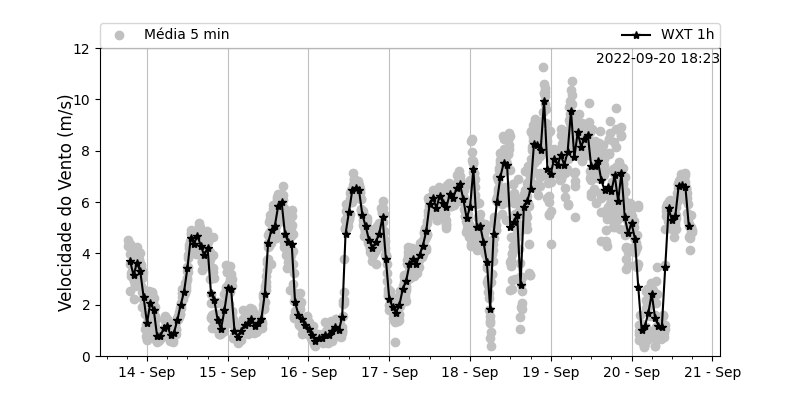 Média 5 min
WXT 1h
2022-09-20 18:23
Velocidade do Vento (m/s)
12
10
8
6
4
2
0
14 - Sep
15 - Sep
16 - Sep
17 - Sep
18 - Sep
19 - Sep
20 - Sep
21 - Sep